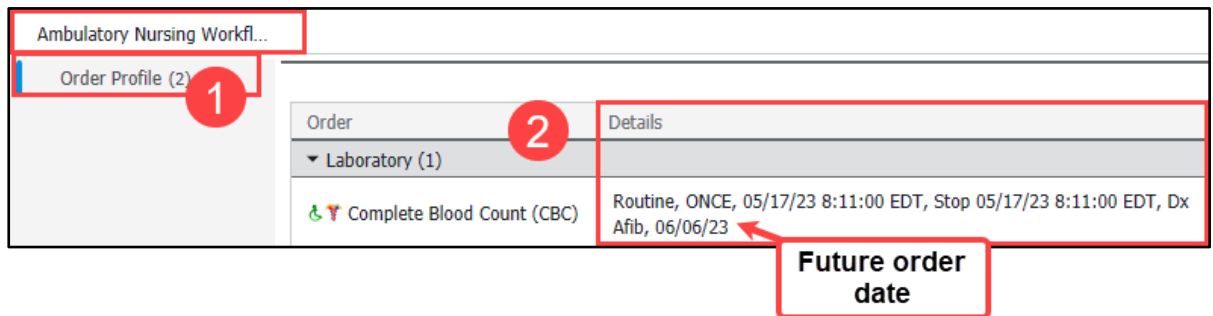 Ambulatory Nursing Workfl...
Order Profile (2)
1
Order
2
Details
Laboratory (1)
Complete Blood Count (CBC)
Routine, ONCE, 05/17/23 8:11:00 EDT, Stop 05/17/23 8:11:00 EDT, Dx
Afib, 06/06/23
Future order
date